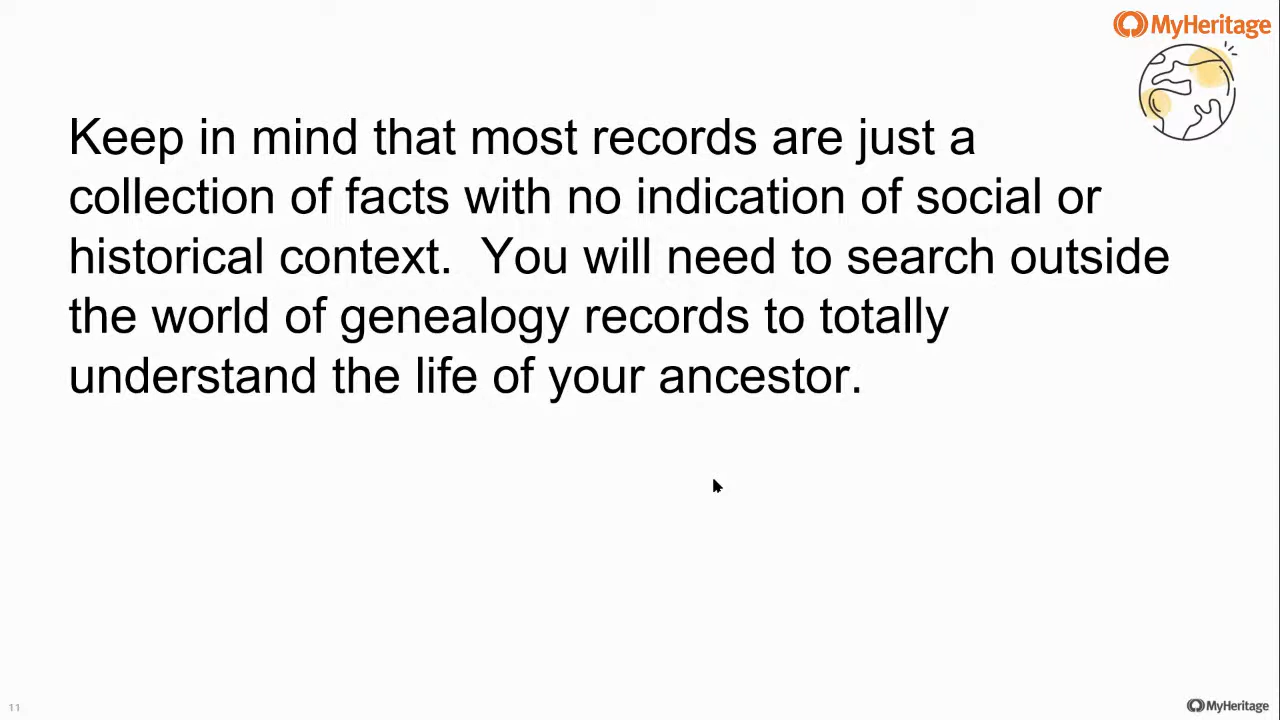 MyHeritage
Keep in mind that most records are just a
collection of facts with no indication of social or
historical context.  You will need to search outside
the world of genealogy records to totally
understand the life of your ancestor.
11
MyHeritage